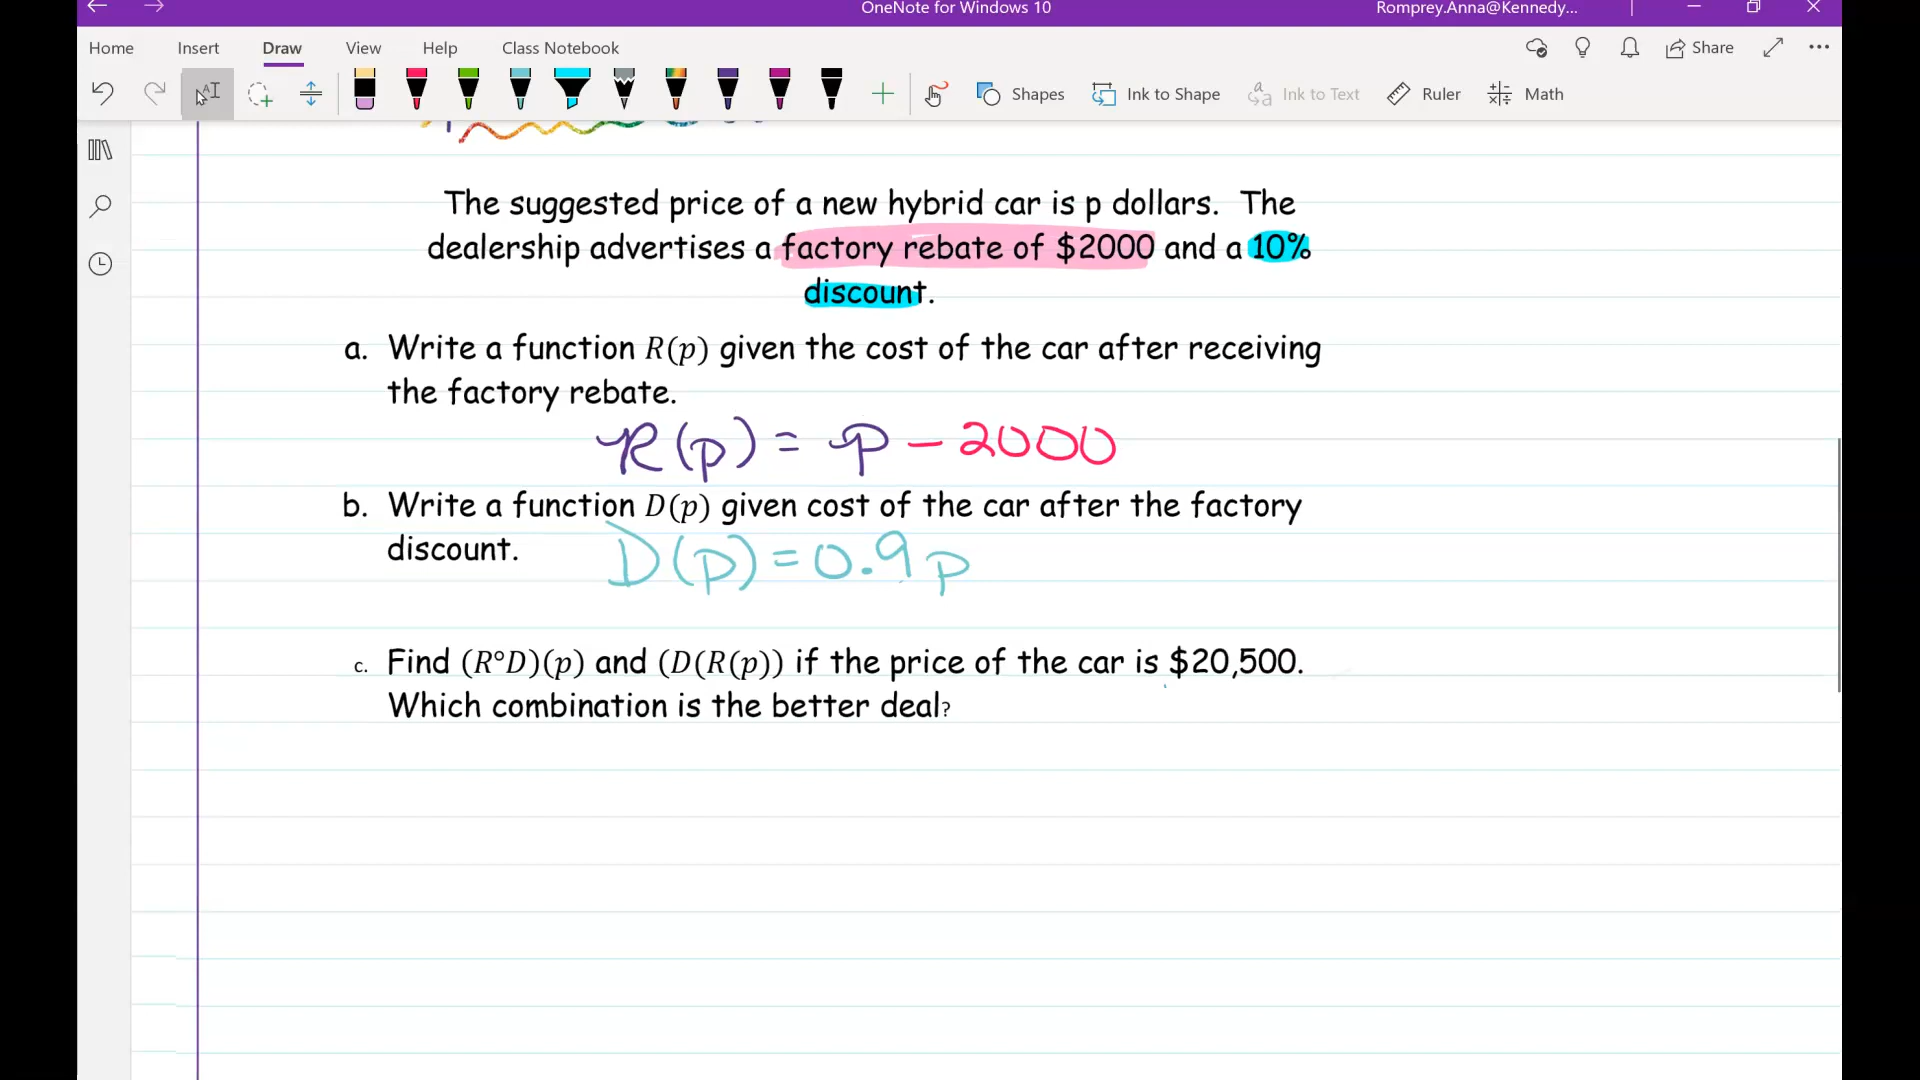 OneNote for Windows 10
Romprey.Anna@Kennedy...
Home Insert Draw View Help Class Notebook Share
Shapes Ink to Shape Ink to Text Ruler Math
The suggested price of a new hybrid car is p dollars. The
dealership advertises a factory rebate of $2000 and a 10%
discount.
a. Write a function R(p) given the cost of the car after receiving
the factory rebate.
R(p) = p - 2000
b. Write a function D(p) given cost of the car after the factory
discount.
D(p) = 0.9p
c. Find (R°D)(p) and (D(R(p)) if the price of the car is $20,500.
Which combination is the better deal?